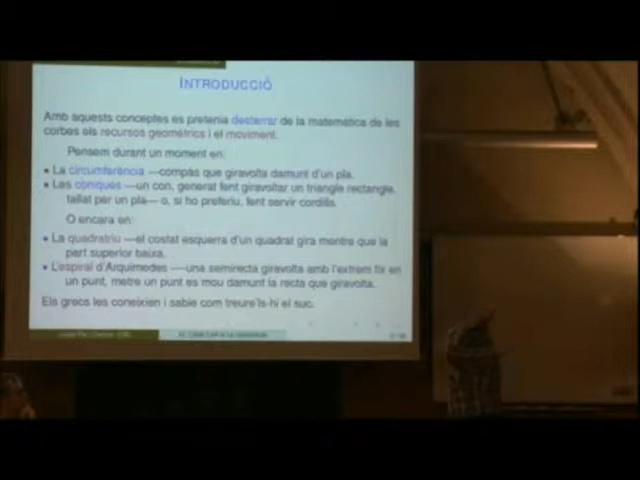 INTRODUCCIÓ
Amb aquests conceptes es pretenia desterrar de la matemàtica de les
corbes els recursos geomètrics i el moviment.
Pensem durant un moment en:
La circumferència —compàs que giravolta damunt d'un pla.
Les còniques —un con, generat fent giravoltar un triangle rectangle,
tallat per un pla— o, si ho preferiu, fent servir cordills.
O encara en:
La quadratriu —el costat esquerra d'un quadrat gira mentre que la
part superior baixa.
L'espiral d'Arquimedes —una semirecta giravolta amb l'extrem fix en
un punt, metre un punt es mou damunt la recta que giravolta.
Els grecs les coneixien i sabie com treure'ls-hi el suc.